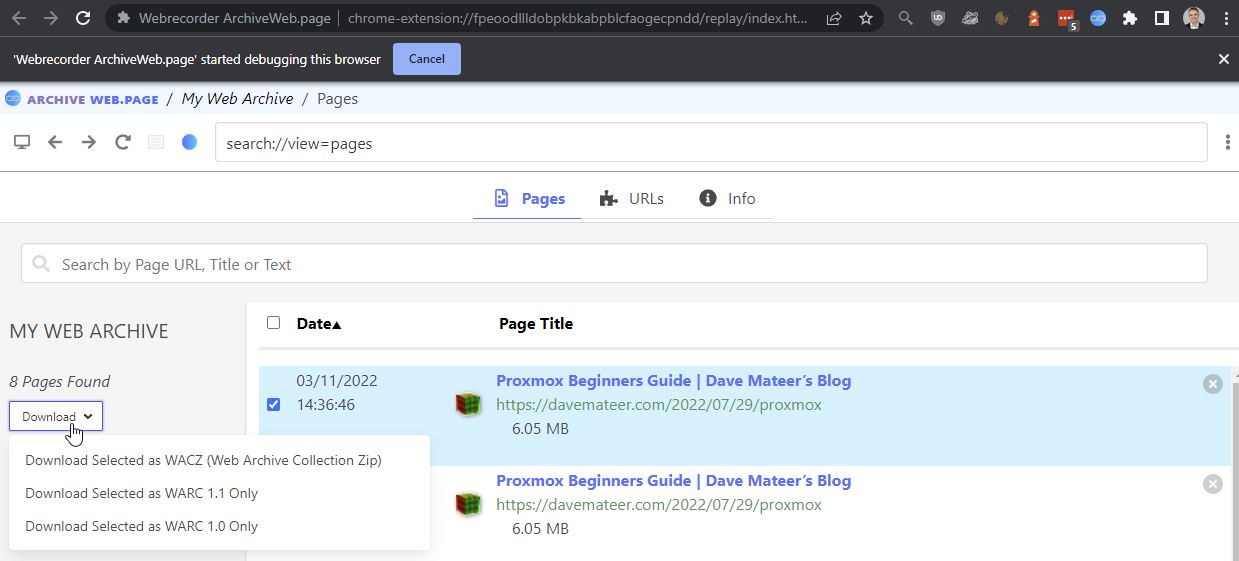 Webrecorder ArchiveWeb.page | chrome-extension://fpeoodllldobpkbkabpblcfaogecpndd/replay/index.ht...
5
'Webrecorder ArchiveWeb.page' started debugging this browser Cancel
ARCHIVE WEB.PAGE / My Web Archive / Pages
search://view=pages
Pages URLs Info
Search by Page URL, Title or Text
MY WEB ARCHIVE
8 Pages Found
Download
Download Selected as WACZ (Web Archive Collection Zip)
Download Selected as WARC 1.1 Only
Download Selected as WARC 1.0 Only
Date▲ Page Title
03/11/2022
14:36:46
Proxmox Beginners Guide | Dave Mateer’s Blog
https://davemateer.com/2022/07/29/proxmox
6.05 MB
Proxmox Beginners Guide | Dave Mateer’s Blog
https://davemateer.com/2022/07/29/proxmox
6.05 MB